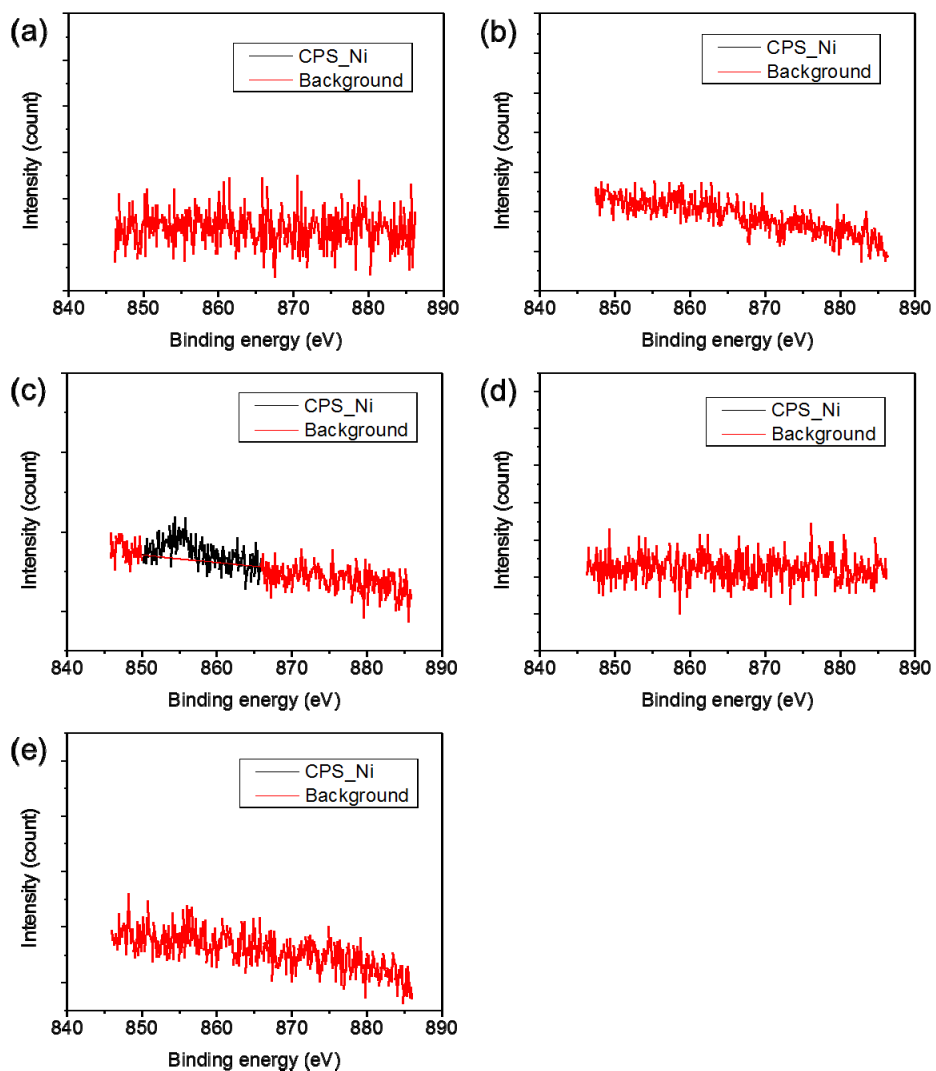 (a)
CPS_Ni
Background
Intensity (count)
840 850 860 870 880 890
Binding energy (eV)
(b)
CPS_Ni
Background
Intensity (count)
840 850 860 870 880 890
Binding energy (eV)
(c)
CPS_Ni
Background
Intensity (count)
840 850 860 870 880 890
Binding energy (eV)
(d)
CPS_Ni
Background
Intensity (count)
840 850 860 870 880 890
Binding energy (eV)
(e)
CPS_Ni
Background
Intensity (count)
840 850 860 870 880 890
Binding energy (eV)